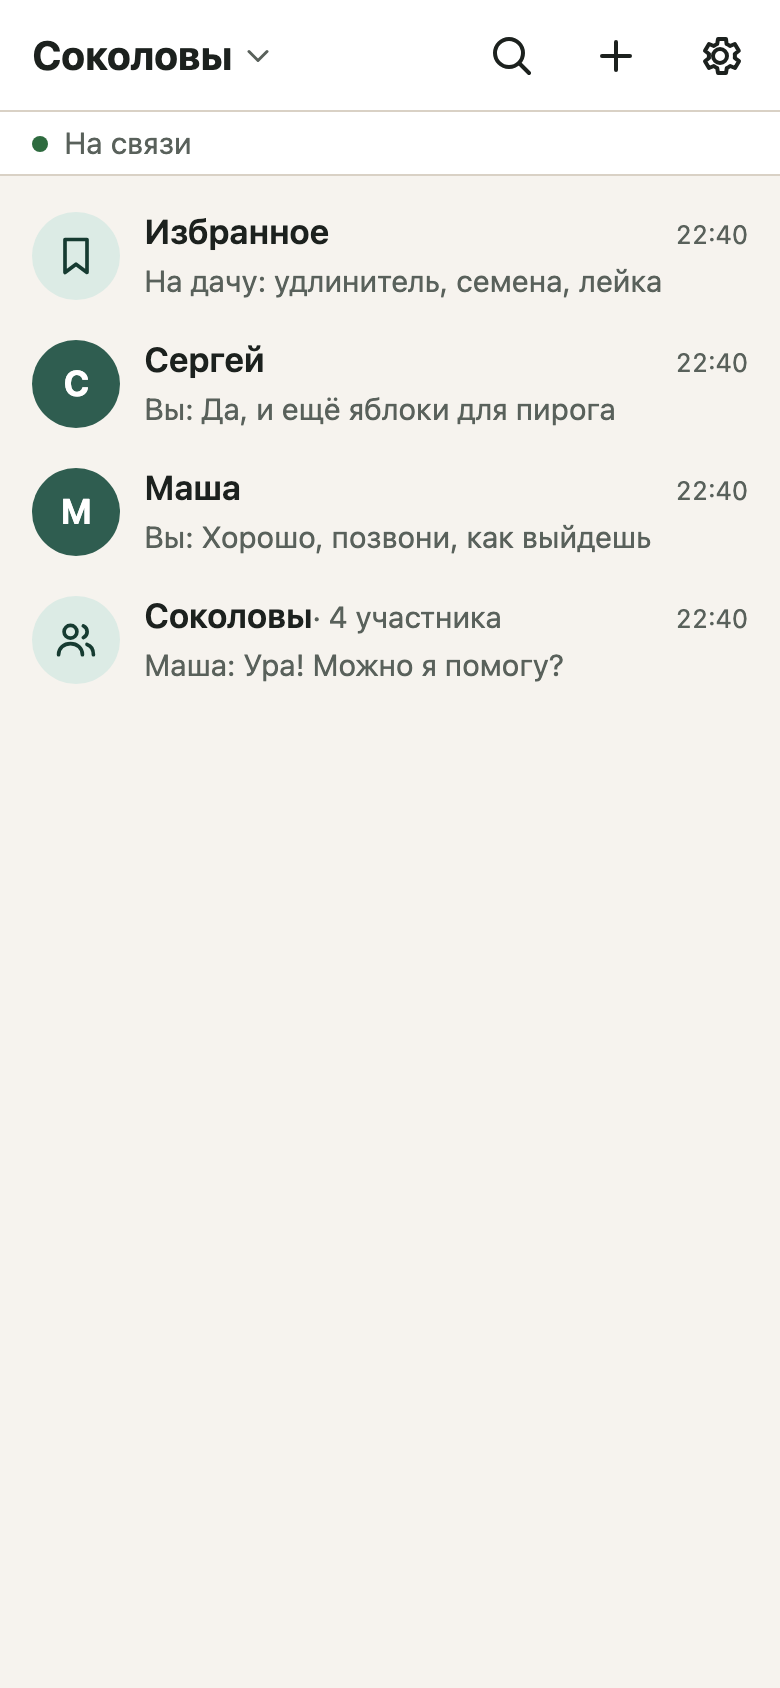 Соколовы
На связи
Избранное 22:40
На дачу: удлинитель, семена, лейка
С
Сергей 22:40
Вы: Да, и ещё яблоки для пирога
М
Маша 22:40
Вы: Хорошо, позвони, как выйдешь
Соколовы · 4 участника 22:40
Маша: Ура! Можно я помогу?